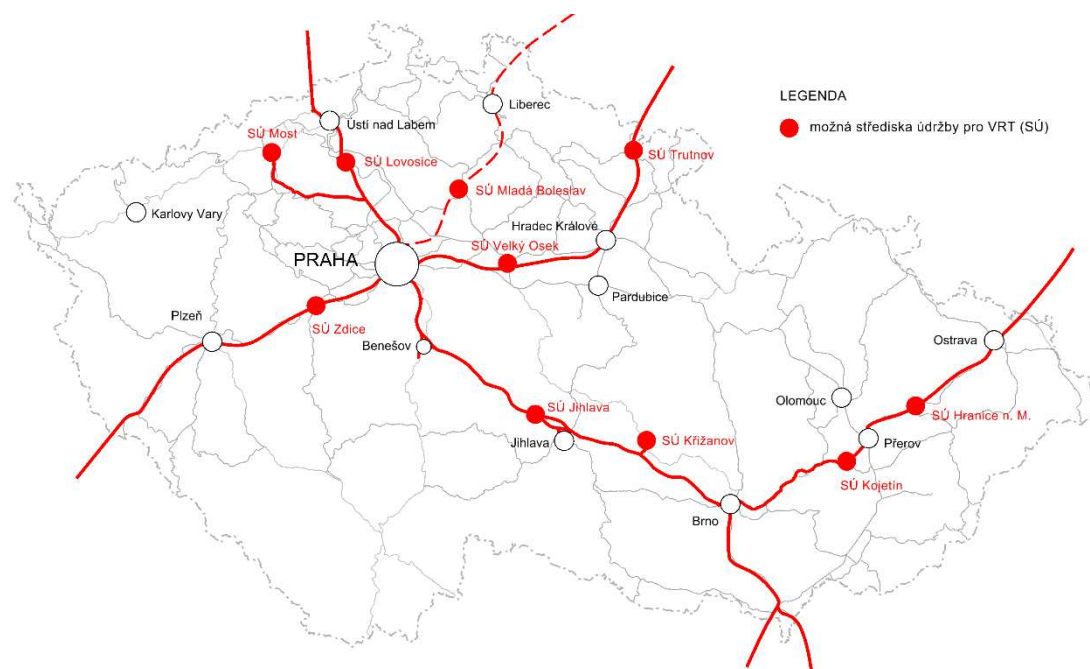 Liberec
LEGENDA
Ústí nad Labem
možná střediska údržby pro VRT (SÚ)
SÚ Most
SÚ Lovosice
SÚ Trutnov
SÚ Mladá Boleslav
Karlovy Vary
Hradec Králové
SÚ Velký Osek
PRAHA
Pardubice
Plzeň
SÚ Zdice
Benešov
Ostrava
Olomouc
SÚ Jihlava
SÚ Hranice n. M.
Jihlava
SÚ Křižanov
Přerov
SÚ Kojetín
Brno